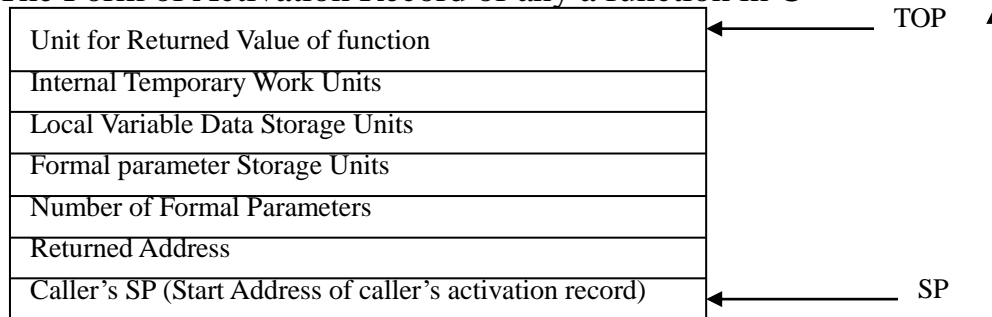 The Form of Activation Record of any a function in C
Unit for Returned Value of function
TOP
Internal Temporary Work Units
Local Variable Data Storage Units
Formal parameter Storage Units
Number of Formal Parameters
Returned Address
Caller’s SP (Start Address of caller’s activation record)
SP